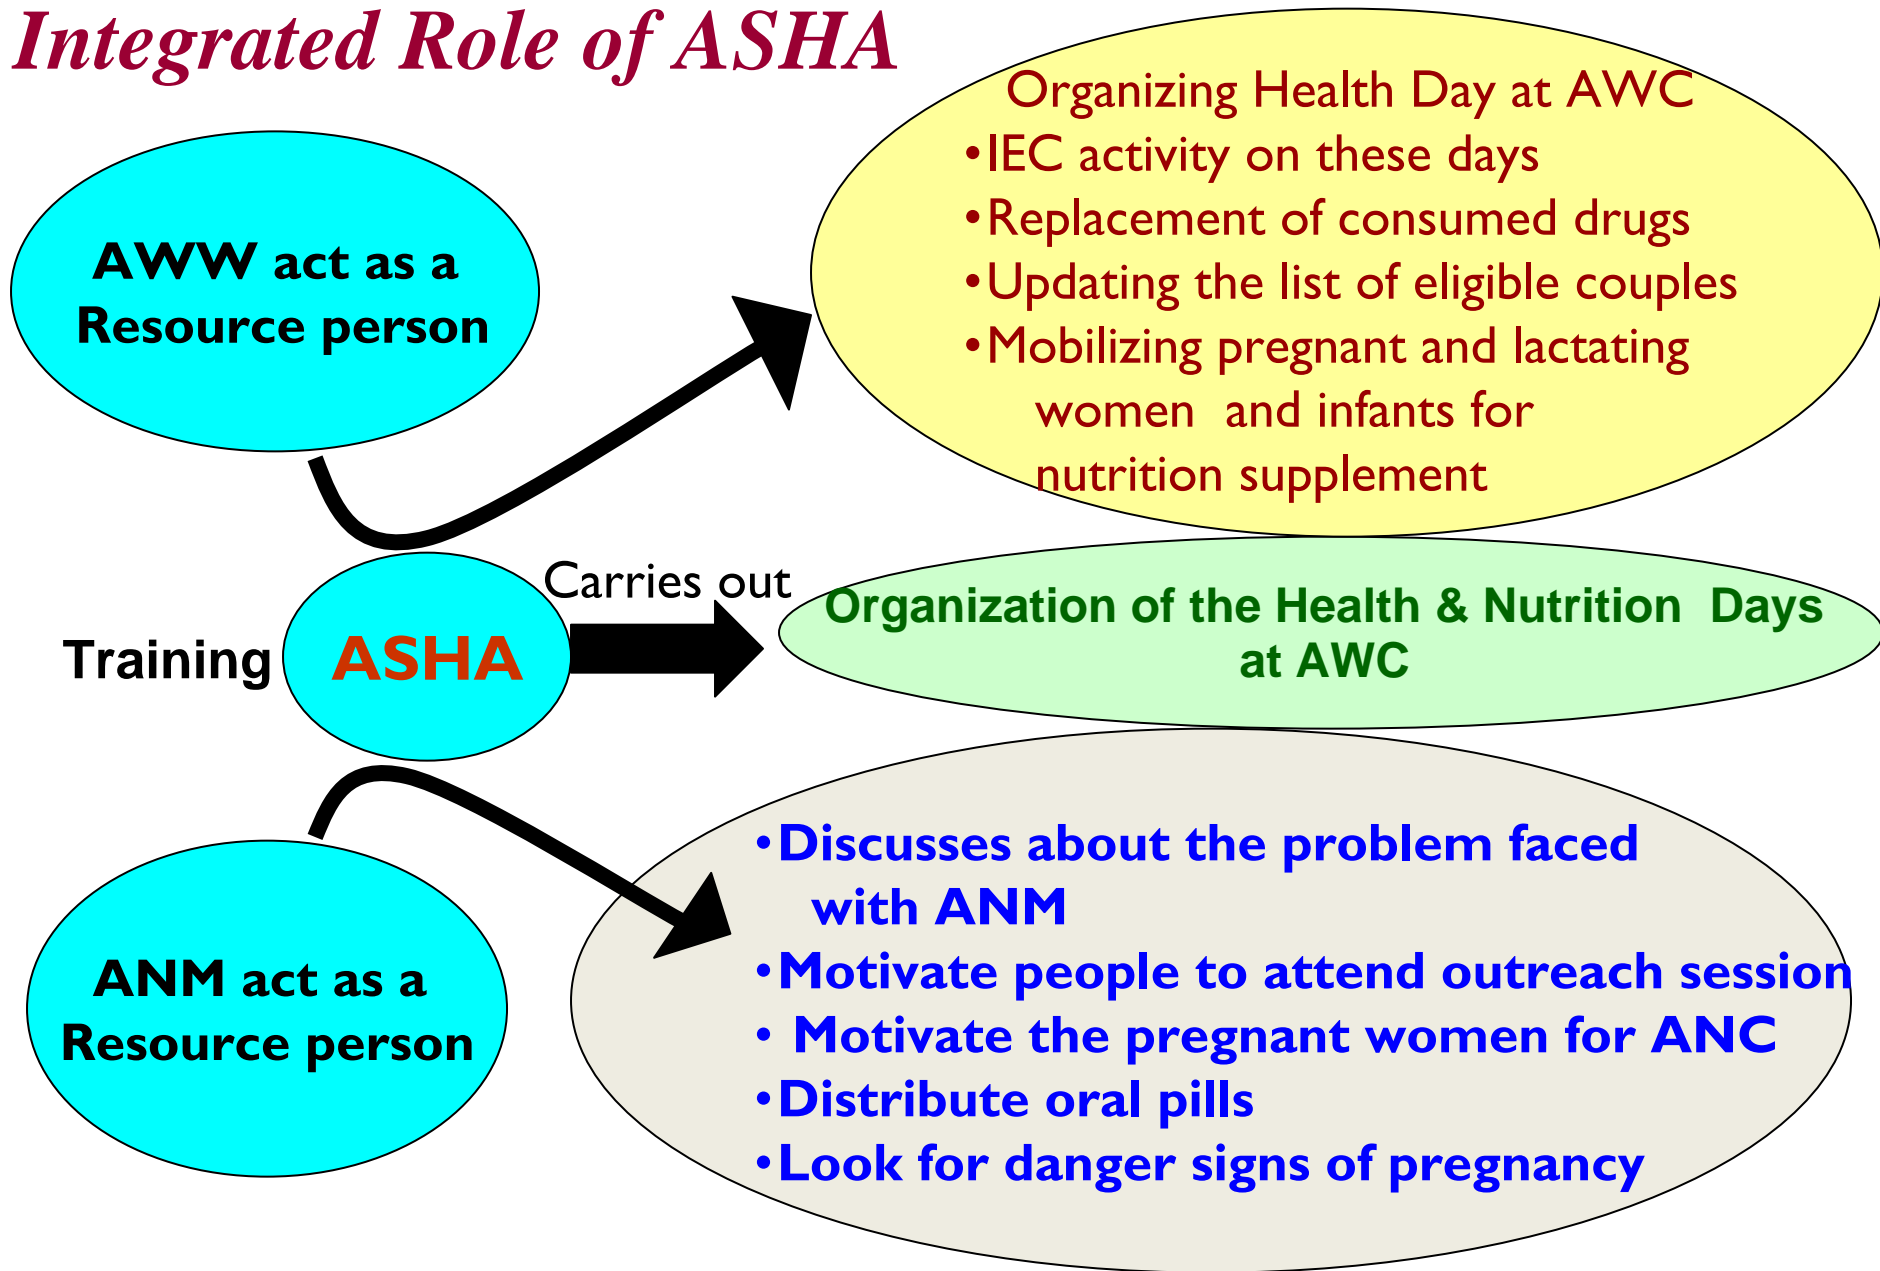 Integrated Role of ASHA
AWW act as a
Resource person
Organizing Health Day at AWC
•IEC activity on these days
•Replacement of consumed drugs
•Updating the list of eligible couples
•Mobilizing pregnant and lactating
women and infants for
nutrition supplement
Training
ASHA
Carries out
Organization of the Health & Nutrition Days
at AWC
ANM act as a
Resource person
•Discusses about the problem faced
with ANM
•Motivate people to attend outreach session
• Motivate the pregnant women for ANC
•Distribute oral pills
•Look for danger signs of pregnancy